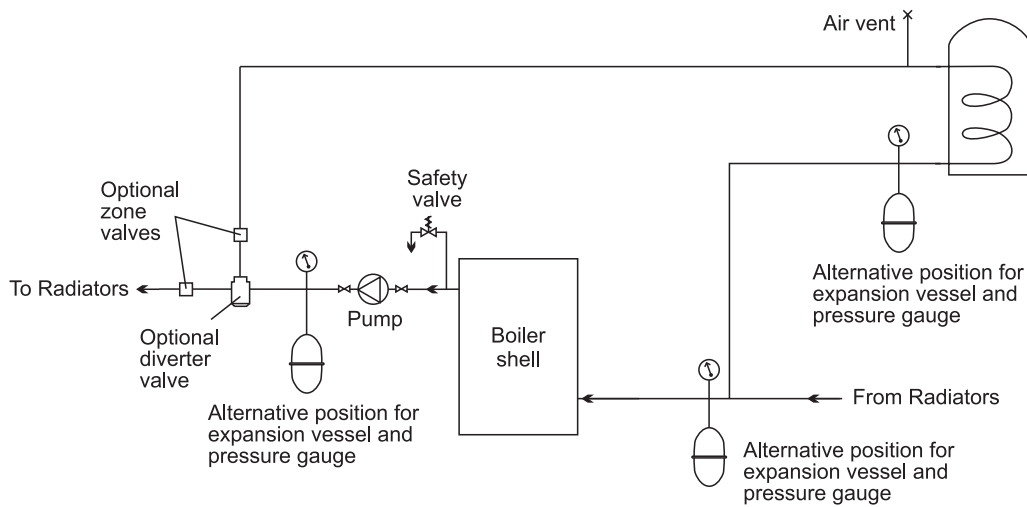 Air vent
Optional
zone
valves
Safety
valve
To Radiators
Pump
Optional
diverter
valve
Boiler
shell
Alternative position for
expansion vessel and
pressure gauge
Alternative position for
expansion vessel and
pressure gauge
From Radiators
Alternative position for
expansion vessel and
pressure gauge